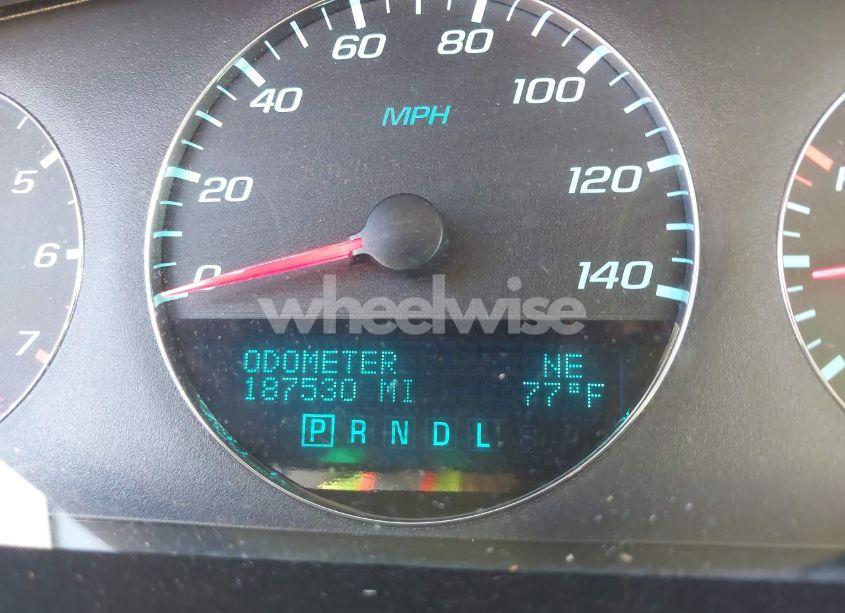 60 80
40 100
MPH
5
20 120
6
0 140
7
wheelwise
ODOMETER NE
187530 MI 77°F
P R N D L